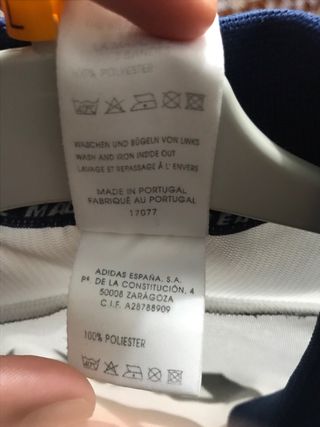 100% POLYESTER
WASCHEN UND BÜGELN VON LINKS
WASH AND IRON INSIDE OUT
LAVAGE ET REPASSAGE À L' ENVERS
MADE IN PORTUGAL
FABRIQUÉ AU PORTUGAL
17077
ADIDAS ESPAÑA, S.A.
Pº. DE LA CONSTITUCIÓN, 4
50008 ZARAGOZA
C.I.F. A28788909
100% POLIESTER